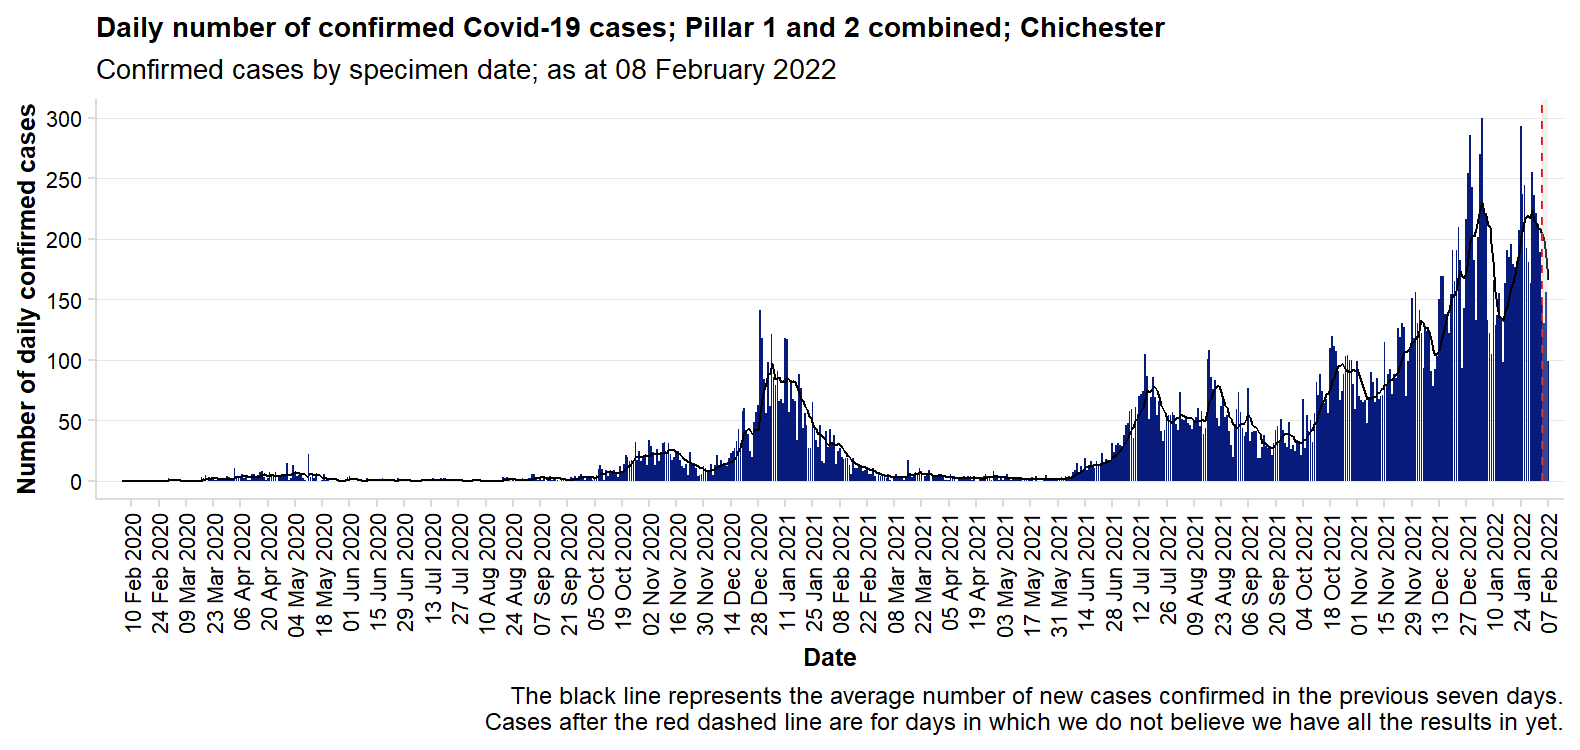 Daily number of confirmed Covid-19 cases; Pillar 1 and 2 combined; Chichester
Confirmed cases by specimen date; as at 08 February 2022
Number of daily confirmed cases
300
250
200
150
100
50
0
10 Feb 2020
24 Feb 2020
09 Mar 2020
23 Mar 2020
06 Apr 2020
20 Apr 2020
04 May 2020
18 May 2020
01 Jun 2020
15 Jun 2020
29 Jun 2020
13 Jul 2020
27 Jul 2020
10 Aug 2020
24 Aug 2020
07 Sep 2020
21 Sep 2020
05 Oct 2020
19 Oct 2020
02 Nov 2020
16 Nov 2020
30 Nov 2020
14 Dec 2020
28 Dec 2020
11 Jan 2021
25 Jan 2021
08 Feb 2021
22 Feb 2021
08 Mar 2021
22 Mar 2021
05 Apr 2021
19 Apr 2021
03 May 2021
17 May 2021
31 May 2021
14 Jun 2021
28 Jun 2021
12 Jul 2021
26 Jul 2021
09 Aug 2021
23 Aug 2021
06 Sep 2021
20 Sep 2021
04 Oct 2021
18 Oct 2021
01 Nov 2021
15 Nov 2021
29 Nov 2021
13 Dec 2021
27 Dec 2021
10 Jan 2022
24 Jan 2022
07 Feb 2022
Date
The black line represents the average number of new cases confirmed in the previous seven days.
Cases after the red dashed line are for days in which we do not believe we have all the results in yet.